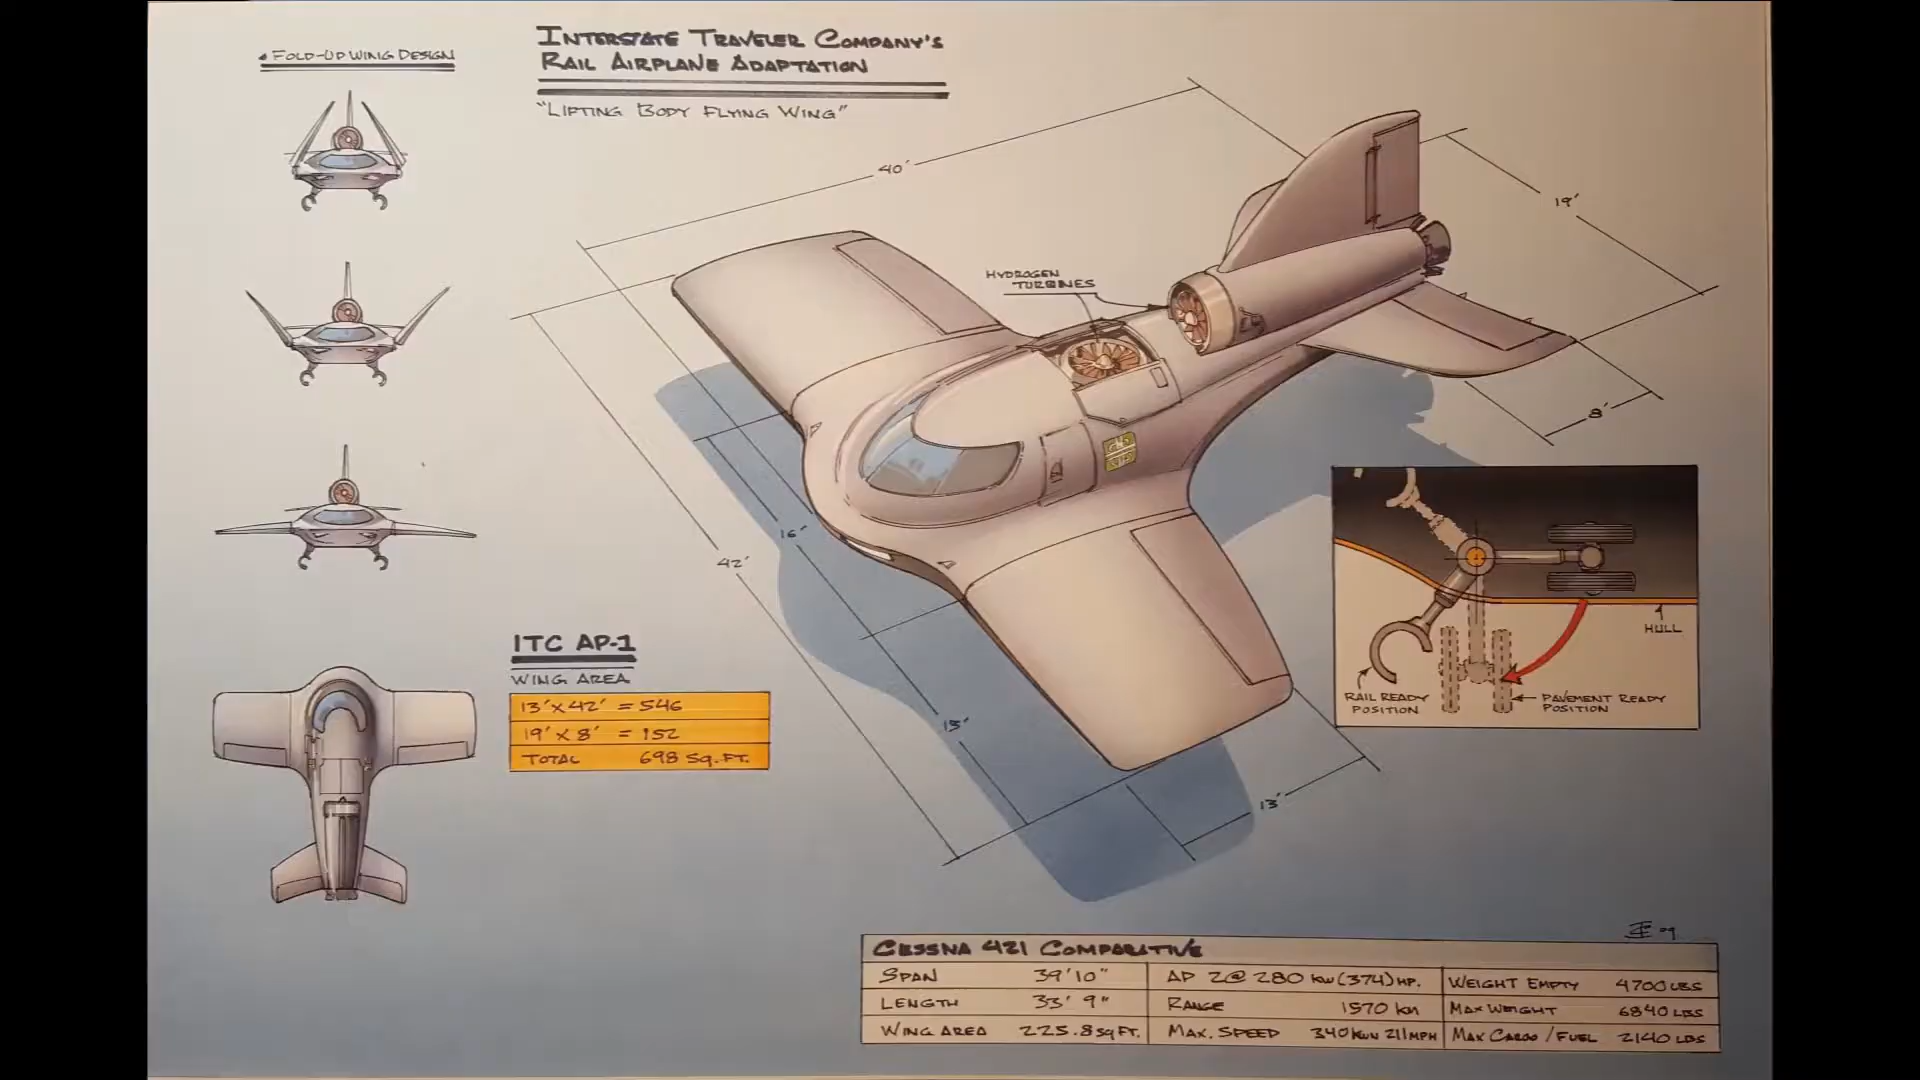 • FOLD-UP WING DESIGN
INTERSTATE TRAVELER COMPANY'S
RAIL AIRPLANE ADAPTATION
"LIFTING BODY FLYING WING"
40'
19'
HYDROGEN
TURBINES
8'
16'
42'
15'
13'
HULL
RAIL READY
POSITION
PAVEMENT READY
POSITION
ITC AP-1
WING AREA
13' X 42' = 546
19' X 8' = 152
TOTAL 698 SQ. FT.
'09
CESSNA 421 COMPARATIVE
SPAN 39'10" AP 2@ 280 KW (374) HP. WEIGHT EMPTY 4700 LBS
LENGTH 33' 9" RANGE 1570 KM MAX WEIGHT 6840 LBS
WING AREA 225.8 SQ FT. MAX. SPEED 340 211 MPH MAX CARGO / FUEL 2140 LBS